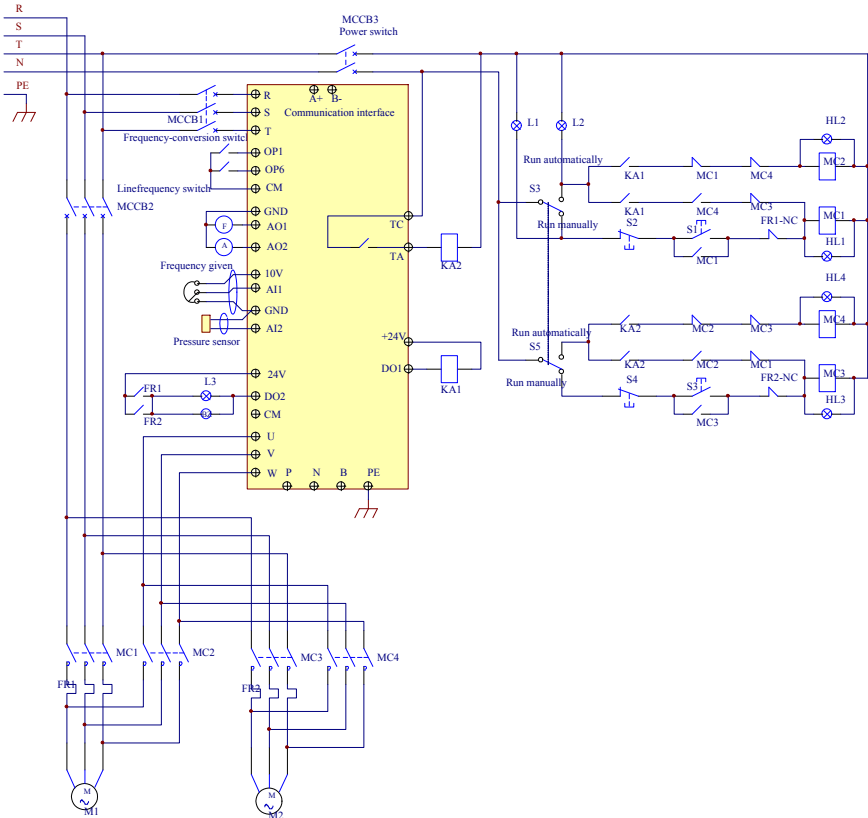 R
S
T
N
PE
MCCB3
Power switch
MCCB1
Frequency-conversion switch
Linefrequency switch
MCCB2
R
S
T
A+
B-
Communication interface
OP1
OP6
CM
GND
AO1
AO2
F
A
Frequency given
10V
AI1
GND
AI2
Pressure sensor
TC
TA
KA2
+24V
DO1
KA1
24V
DO2
CM
U
V
W
P
N
B
PE
FR1
FR2
L3
L1
L2
Run automatically
S3
Run manually
KA1
MC1
MC4
HL2
MC2
KA1
MC4
MC3
MC1
S2
S1
MC1
FR1-NC
HL1
HL4
Run automatically
S5
Run manually
KA2
MC2
MC3
MC4
KA2
MC2
MC1
MC3
S4
S3
MC3
FR2-NC
HL3
MC1
MC2
MC3
MC4
FR1
FR2
M
M1
M
M2